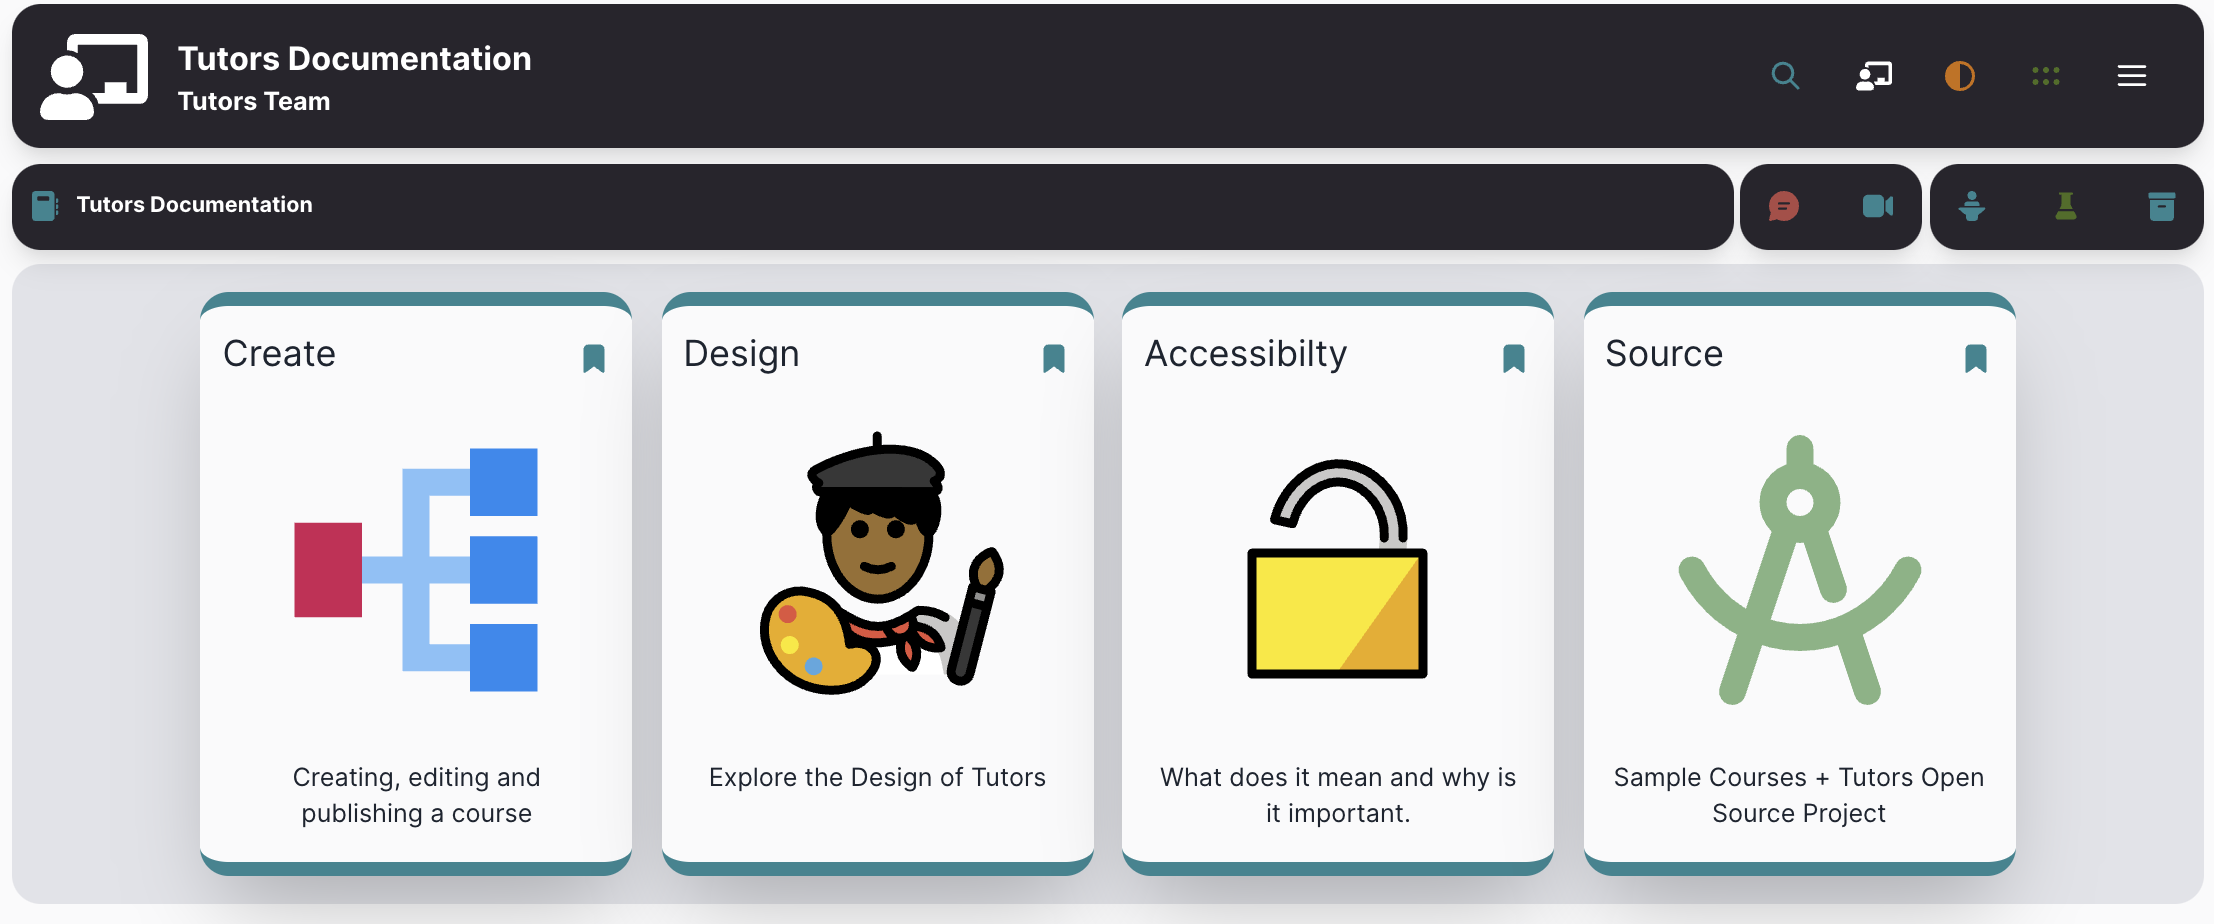 Tutors Documentation
Tutors Team
Tutors Documentation
Create
Design
Accessibilty
Source
Creating, editing and
publishing a course
Explore the Design of Tutors
What does it mean and why is
it important.
Sample Courses + Tutors Open
Source Project